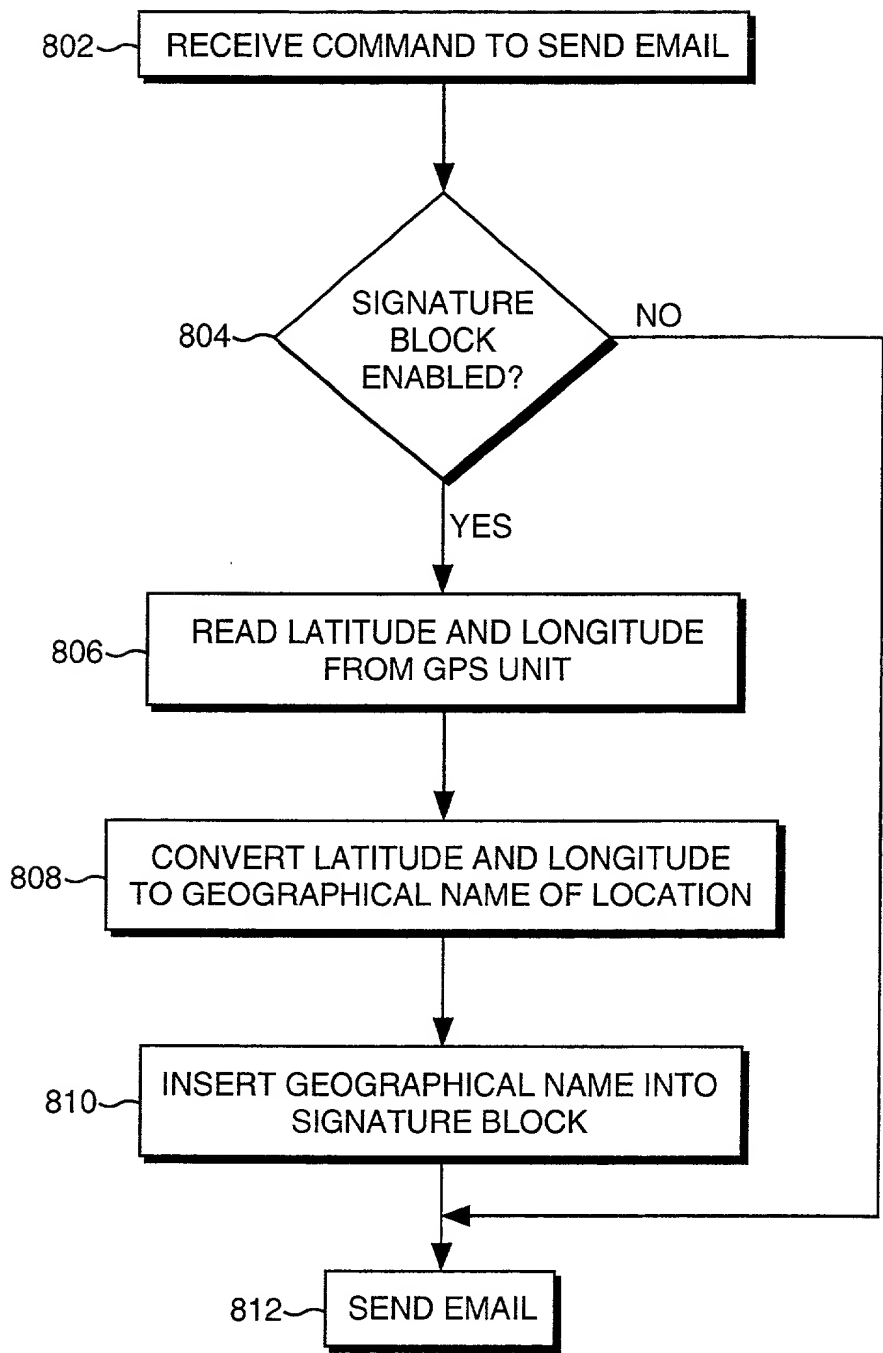 802 RECEIVE COMMAND TO SEND EMAIL
804 SIGNATURE
BLOCK
ENABLED?
NO
YES
806 READ LATITUDE AND LONGITUDE
FROM GPS UNIT
808 CONVERT LATITUDE AND LONGITUDE
TO GEOGRAPHICAL NAME OF LOCATION
810 INSERT GEOGRAPHICAL NAME INTO
SIGNATURE BLOCK
812 SEND EMAIL